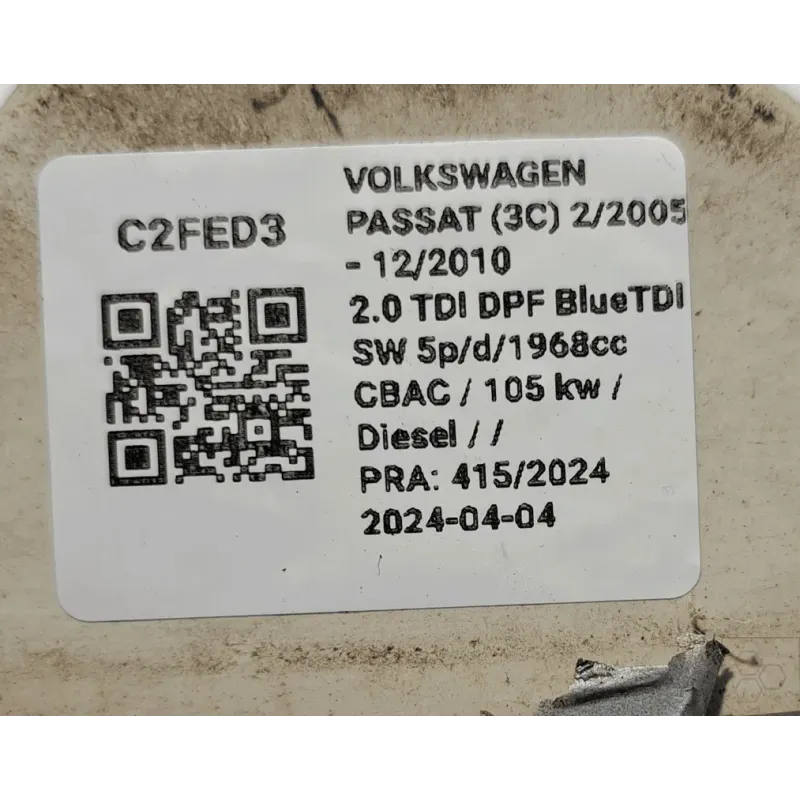 C2FED3
VOLKSWAGEN
PASSAT (3C) 2/2005
- 12/2010
2.0 TDI DPF BlueTDI
SW 5p/d/1968cc
CBAC / 105 kw /
Diesel / /
PRA: 415/2024
2024-04-04